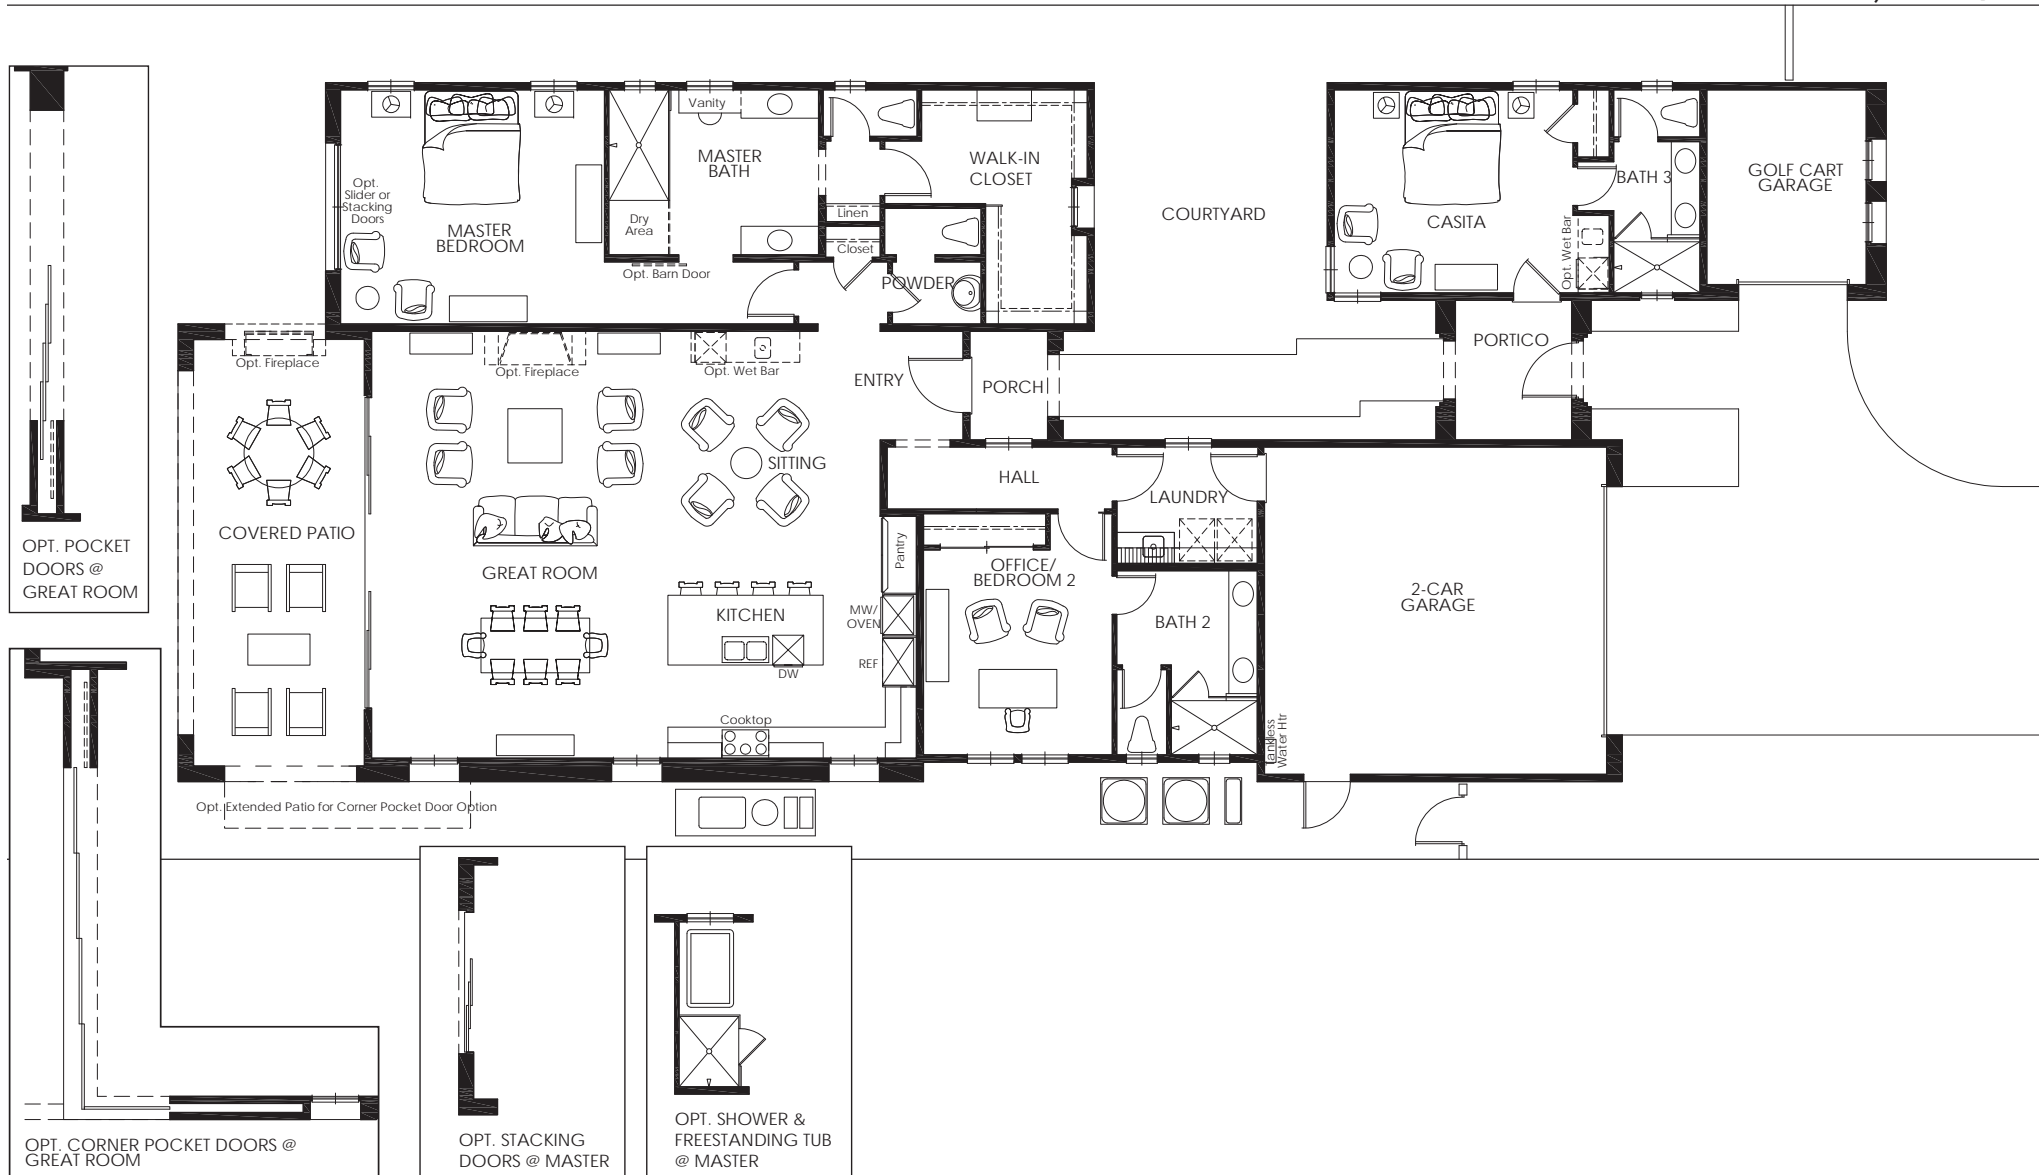 Vanity
MASTER
BATH
WALK-IN
CLOSET
Opt.
Slider or
Stacking
Doors
MASTER
BEDROOM
Dry
Area
Linen
Closet
Opt. Barn Door
POWDER
COURTYARD
CASITA
BATH 3
Opt. Wet Bar
GOLF CART
GARAGE
PORTICO
Opt. Fireplace
Opt. Fireplace
Opt. Wet Bar
ENTRY
PORCH
SITTING
HALL
LAUNDRY
COVERED PATIO
GREAT ROOM
Pantry
OFFICE/
BEDROOM 2
KITCHEN
MW/
OVEN
REF
DW
Cooktop
BATH 2
2-CAR
GARAGE
Tankless
Water Htr
Opt. Extended Patio for Corner Pocket Door Option
OPT. POCKET
DOORS @
GREAT ROOM
OPT. CORNER POCKET DOORS @
GREAT ROOM
OPT. STACKING
DOORS @ MASTER
OPT. SHOWER &
FREESTANDING TUB
@ MASTER